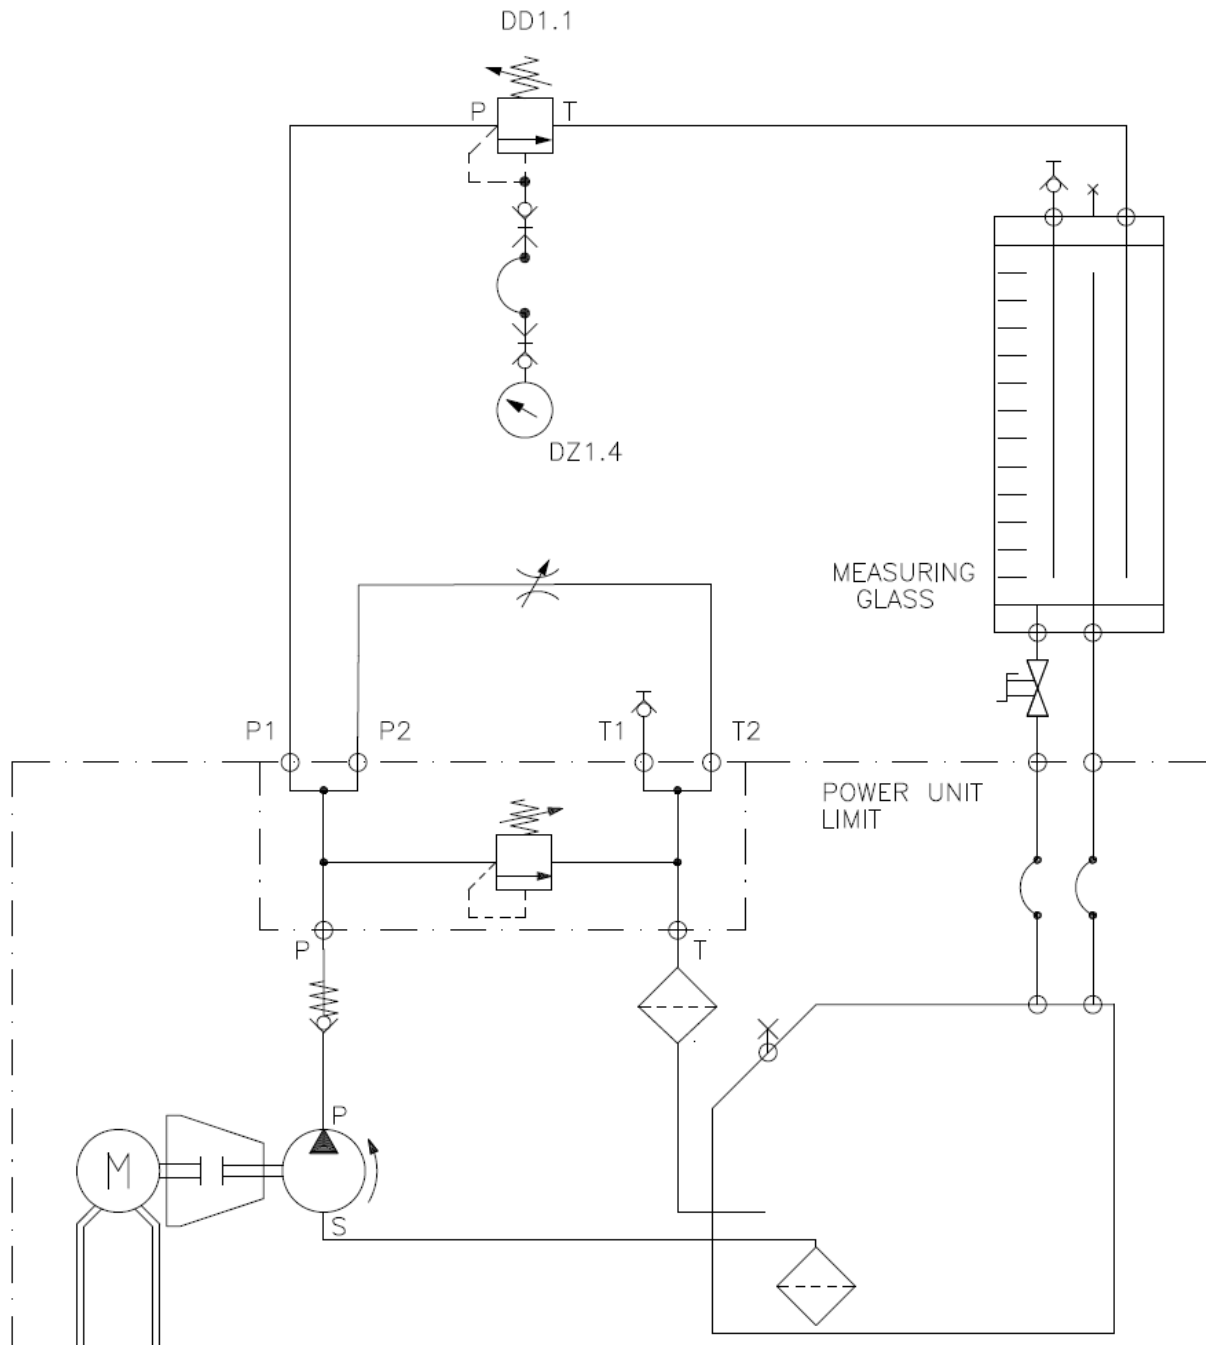 DD1.1
P
T
DZ1.4
MEASURING
GLASS
P1
P2
T1
T2
POWER UNIT
LIMIT
P
T
P
M
S